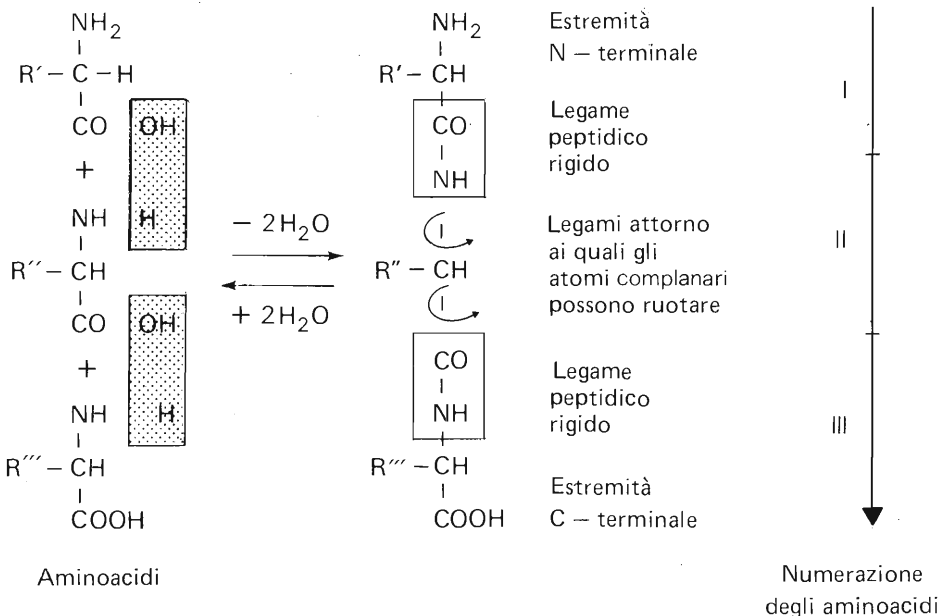 NH₂
R′ – C – H
CO OH
+
NH H
R″ – CH
CO OH
+
NH H
R‴ – CH
COOH
Aminoacidi
– 2H₂O
+ 2H₂O
NH₂
R′ – CH
CO
NH
R″ – CH
CO
NH
R‴ – CH
COOH
Estremità
N – terminale
Legame
peptidico
rigido
Legami attorno
ai quali gli
atomi complanari
possono ruotare
Legame
peptidico
rigido
Estremità
C – terminale
I
II
III
Numerazione
degli aminoacidi